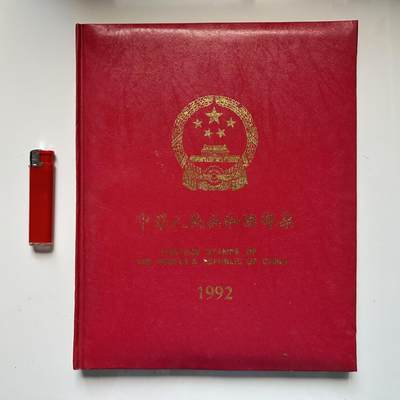 中华人民共和国邮票
POSTAGE STAMPS OF
THE PEOPLE'S REPUBLIC OF CHINA
1992